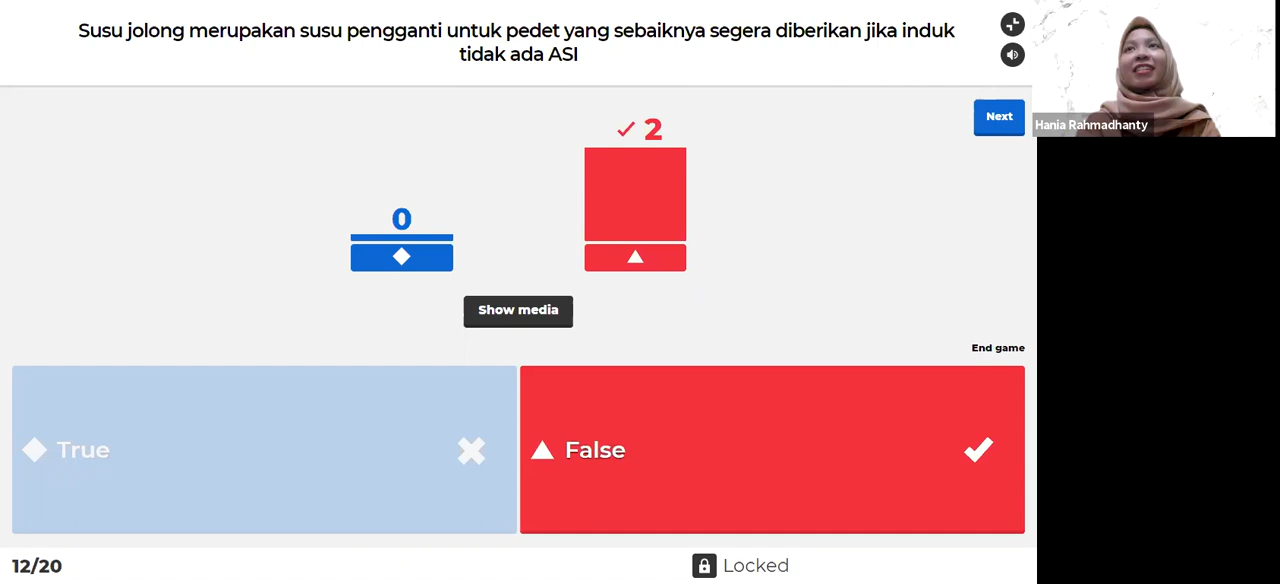 Susu jolong merupakan susu pengganti untuk pedet yang sebaiknya segera diberikan jika induk
tidak ada ASI
Next
Hania Rahmadhanty
2
0
Show media
End game
True
False
12/20
Locked